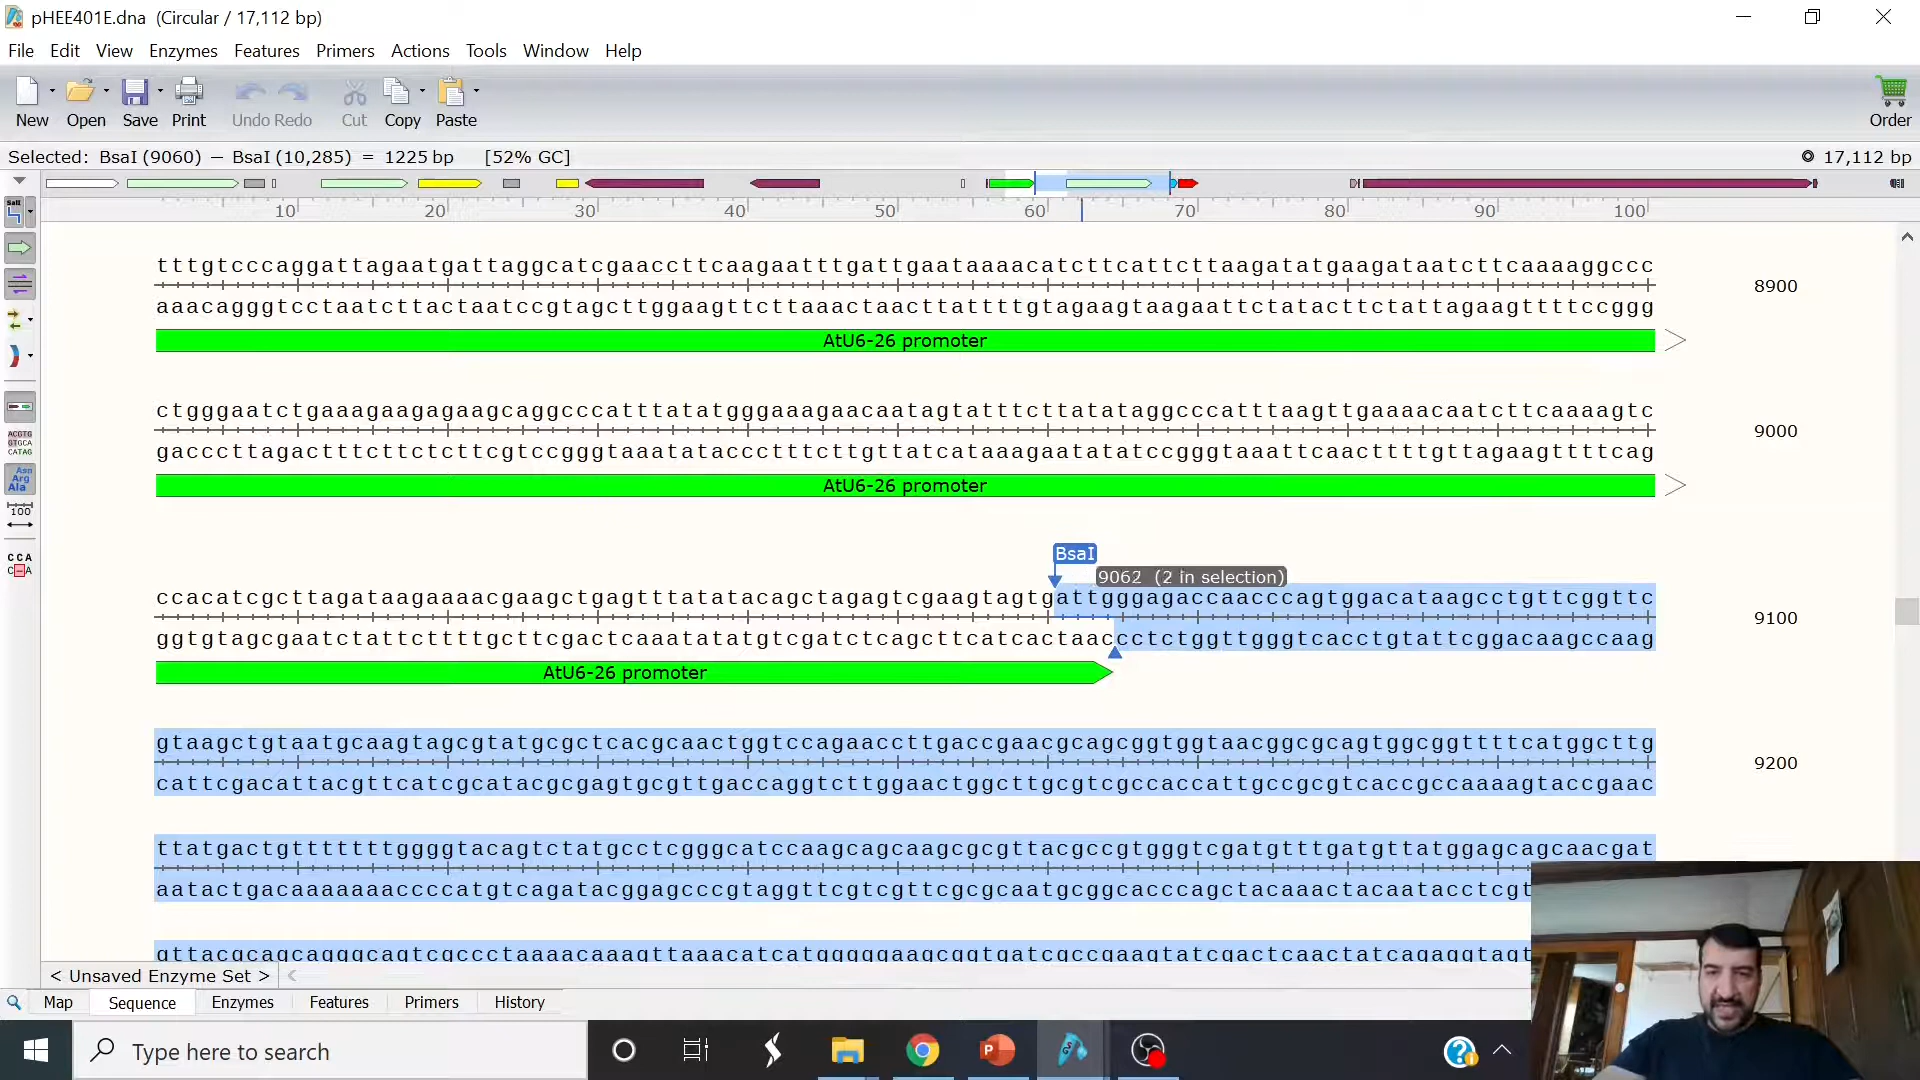 pHEE401E.dna (Circular / 17,112 bp)
File Edit View Enzymes Features Primers Actions Tools Window Help
New Open Save Print Undo Redo Cut Copy Paste Order
Selected: BsaI (9060) – BsaI (10,285) = 1225 bp [52% GC] 17,112 bp
10 20 30 40 50 60 70 80 90 100
tttgtcccaggattagaatgattaggcatcgaaccttcaagaatttgattgaataaaacatcttcattcttaagatatgaagataatcttcaaaaggccc
8900
aaacagggtcctaatcttactaatccgtagcttggaagttcttaaactaacttattttgtagaagtaagaattctatacttctattagaagttttccggg
AtU6-26 promoter
ctgggaatctgaaagaagagaagcaggcccatttatatgggaaagaacaatagtatttcttatataggcccatttaagttgaaaacaatcttcaaaagtc
9000
gacccttagactttcttctcttcgtccgggtaaatataccctttcttgttatcataaagaatatatccgggtaaattcaacttttgttagaagttttcag
AtU6-26 promoter
BsaI
9062 (2 in selection)
ccacatcgcttagataagaaaacgaagctgagtttatatacagctagagtcgaagtagtgattgggagaccaacccagtggacataagcctgttcggttc
9100
ggtgtagcgaatctattcttttgcttcgactcaaatatatgtcgatctcagcttcatcactaaccctctggttgggtcacctgtattcggacaagccaag
AtU6-26 promoter
gtaagctgtaatgcaagtagcgtatgcgctcacgcaactggtccagaaccttgaccgaacgcagcggtggtaacggcgcagtggcggttttcatggcttg
9200
cattcgacattacgttcatcgcatacgcgagtgcgttgaccaggtcttggaactggcttgcgtcgccaccattgccgcgtcaccgccaaaagtaccgaac
ttatgactgtttttttggggtacagtctatgcctcgggcatccaagcagcaagcgcgttacgccgtgggtcgatgtttgatgttatggagcagcaacgat
aatactgacaaaaaaaccccatgtcagatacggagcccgtaggttcgtcgttcgcgcaatgcggcacccagctacaaactacaatacctcgt
gttacgcagcagggcagtcgccctaaaacaaagttaaacatcatgggggaagcggtgatcgccgaagtatcgactcaactatcagaggtagt
< Unsaved Enzyme Set >
Map Sequence Enzymes Features Primers History
Type here to search